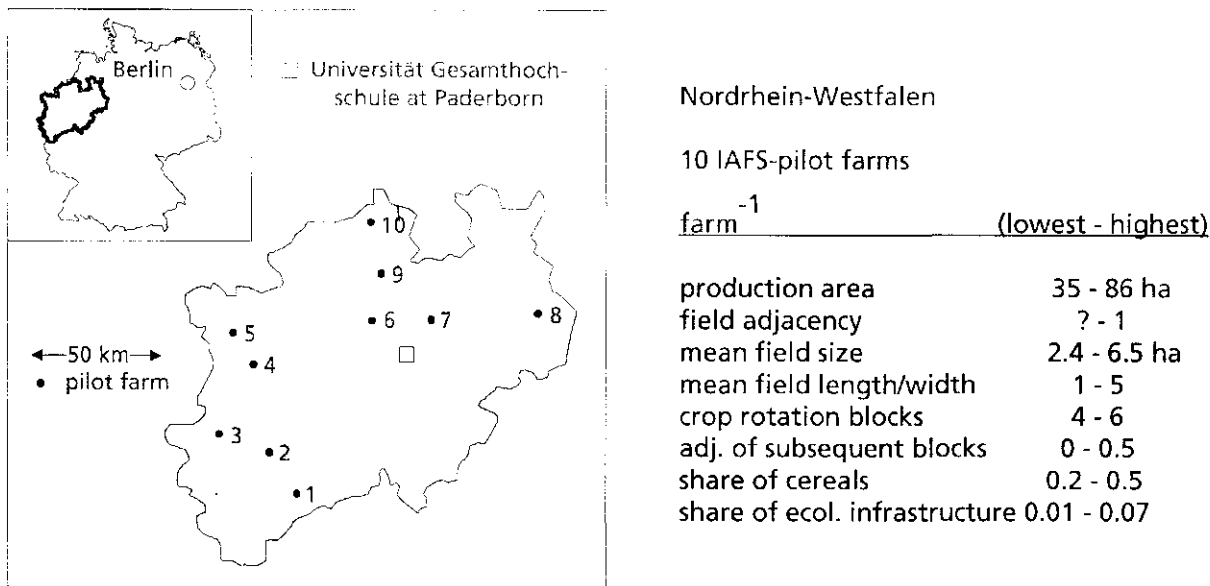 Berlin
Universität Gesamthoch-
schule at Paderborn
10
9
8
6
7
5
50 km
4
pilot farm
3
2
1
Nordrhein-Westfalen
10 IAFS-pilot farms
farm⁻¹ (lowest - highest)
production area 35 - 86 ha
field adjacency ? - 1
mean field size 2.4 - 6.5 ha
mean field length/width 1 - 5
crop rotation blocks 4 - 6
adj. of subsequent blocks 0 - 0.5
share of cereals 0.2 - 0.5
share of ecol. infrastructure 0.01 - 0.07